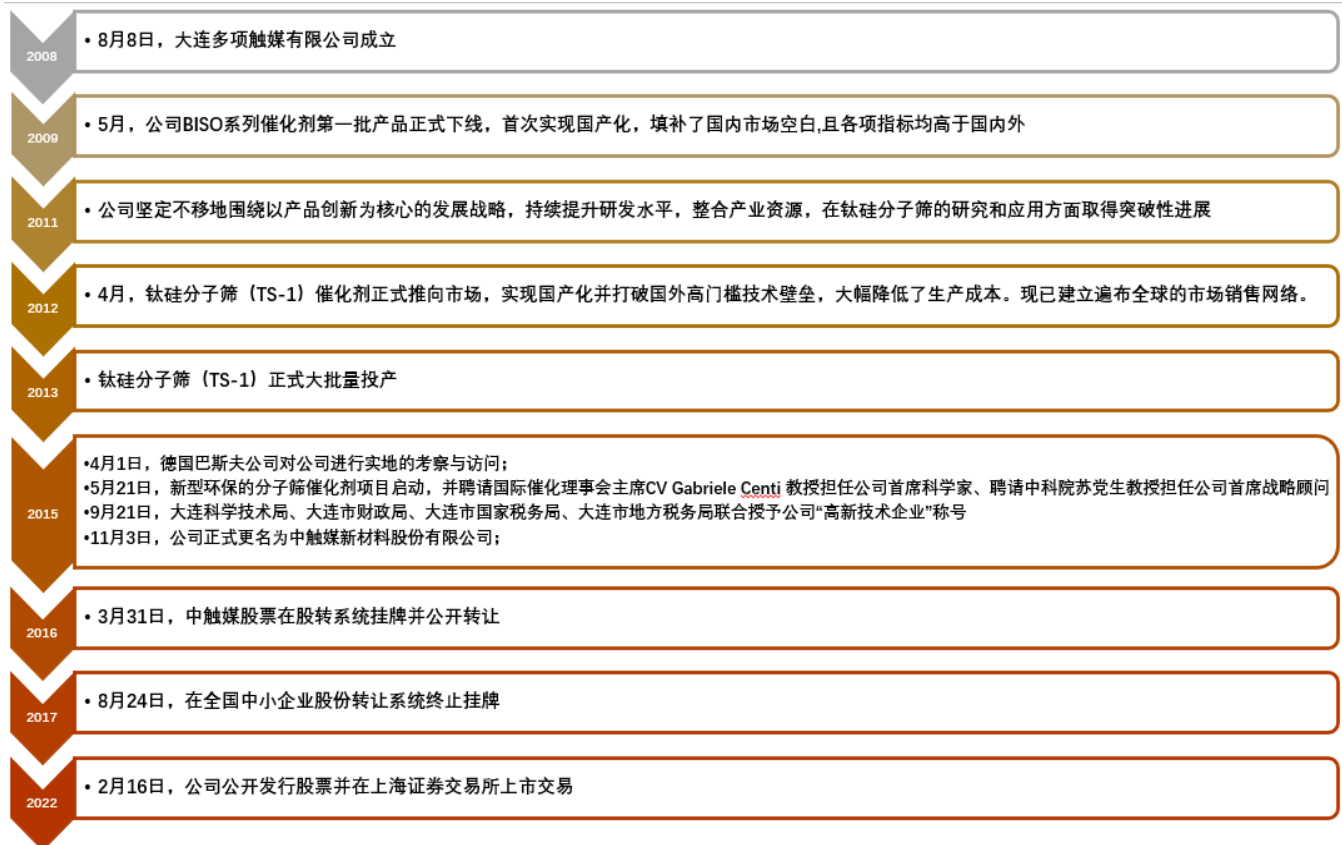 2008
• 8月8日，大连多项触媒有限公司成立
2009
• 5月，公司BISO系列催化剂第一批产品正式下线，首次实现国产化，填补了国内市场空白,且各项指标均高于国内外
2011
• 公司坚定不移地围绕以产品创新为核心的发展战略，持续提升研发水平，整合产业资源，在钛硅分子筛的研究和应用方面取得突破性进展
2012
• 4月，钛硅分子筛（TS-1）催化剂正式推向市场，实现国产化并打破国外高门槛技术壁垒，大幅降低了生产成本。现已建立遍布全球的市场销售网络。
2013
• 钛硅分子筛（TS-1）正式大批量投产
2015
•4月1日，德国巴斯夫公司对公司进行实地的考察与访问；
•5月21日，新型环保的分子筛催化剂项目启动，并聘请国际催化理事会主席CV Gabriele Centi 教授担任公司首席科学家、聘请中科院苏党生教授担任公司首席战略顾问
•9月21日，大连科学技术局、大连市财政局、大连市国家税务局、大连市地方税务局联合授予公司“高新技术企业”称号
•11月3日，公司正式更名为中触媒新材料股份有限公司；
2016
• 3月31日，中触媒股票在股转系统挂牌并公开转让
2017
• 8月24日，在全国中小企业股份转让系统终止挂牌
2022
• 2月16日，公司公开发行股票并在上海证券交易所上市交易